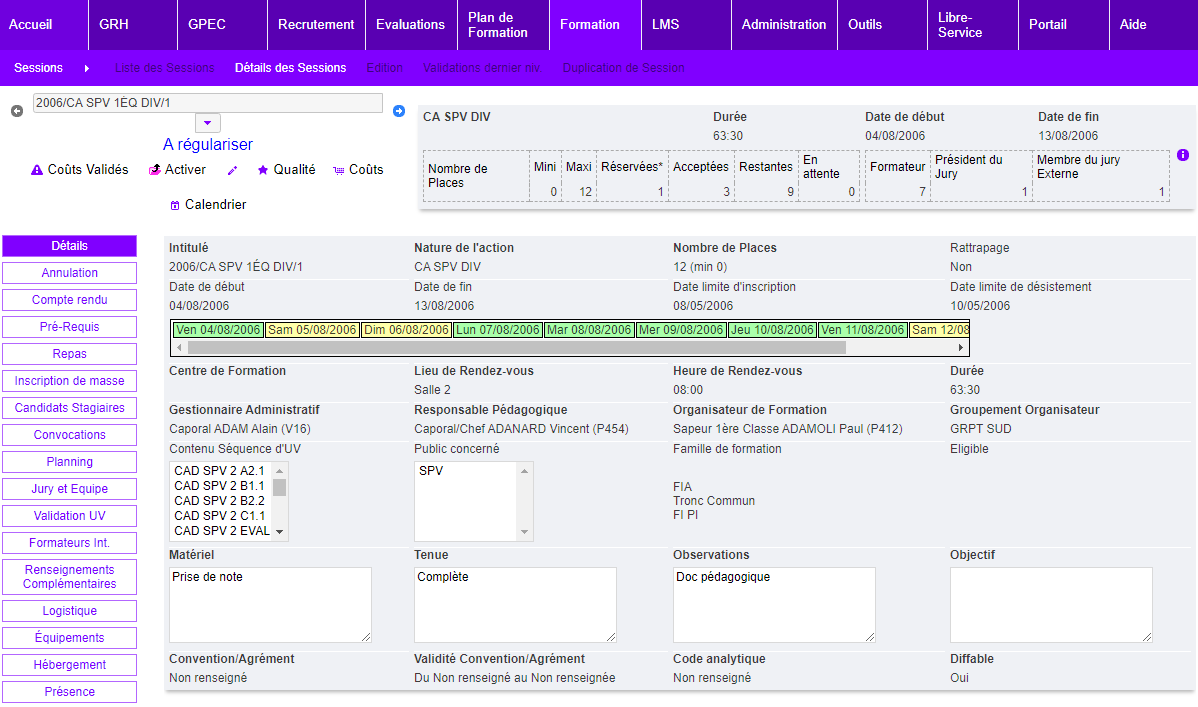 Accueil GRH GPEC Recrutement Evaluations Plan de Formation Formation LMS Administration Outils Libre-Service Portail Aide
Sessions Liste des Sessions Détails des Sessions Edition Validations dernier niv. Duplication de Session
2006/CA SPV 1ÈQ DIV/1
A régulariser
Coûts Validés Activer Qualité Coûts
Calendrier
CA SPV DIV Durée Date de début Date de fin
63:30 04/08/2006 13/08/2006
Nombre de Places Mini Maxi Réservées* Acceptées Restantes En attente Formateur Président du Jury Membre du jury Externe
0 12 1 3 9 0 7 1 1
Détails
Annulation
Compte rendu
Pré-Requis
Repas
Inscription de masse
Candidats Stagiaires
Convocations
Planning
Jury et Equipe
Validation UV
Formateurs Int.
Renseignements
Complémentaires
Logistique
Équipements
Hébergement
Présence
Intitulé Nature de l'action Nombre de Places Rattrapage
2006/CA SPV 1ÉQ DIV/1 CA SPV DIV 12 (min 0) Non
Date de début Date de fin Date limite d'inscription Date limite de désistement
04/08/2006 13/08/2006 08/05/2006 10/05/2006
Ven 04/08/2006 Sam 05/08/2006 Dim 06/08/2006 Lun 07/08/2006 Mar 08/08/2006 Mer 09/08/2006 Jeu 10/08/2006 Ven 11/08/2006 Sam 12/08
Centre de Formation Lieu de Rendez-vous Heure de Rendez-vous Durée
Salle 2 08:00 63:30
Gestionnaire Administratif Responsable Pédagogique Organisateur de Formation Groupement Organisateur
Caporal ADAM Alain (V16) Caporal/Chef ADANARD Vincent (P454) Sapeur 1ère Classe ADAMOLI Paul (P412) GRPT SUD
Contenu Séquence d'UV Public concerné Famille de formation Eligible
CAD SPV 2 A2.1
CAD SPV 2 B1.1
CAD SPV 2 B2.2
CAD SPV 2 C1.1
CAD SPV 2 EVAL
SPV
FIA
Tronc Commun
FI PI
Matériel Tenue Observations Objectif
Prise de note Complète Doc pédagogique
Convention/Agrément Validité Convention/Agrément Code analytique Diffable
Non renseigné Du Non renseigné au Non renseignée Non renseigné Oui